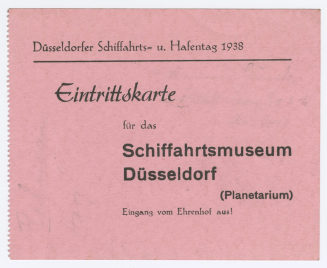 Düsseldorfer Schiffahrts- u. Hafentag 1938
Eintrittskarte
für das
Schiffahrtsmuseum
Düsseldorf
(Planetarium)
Eingang vom Ehrenhof aus!